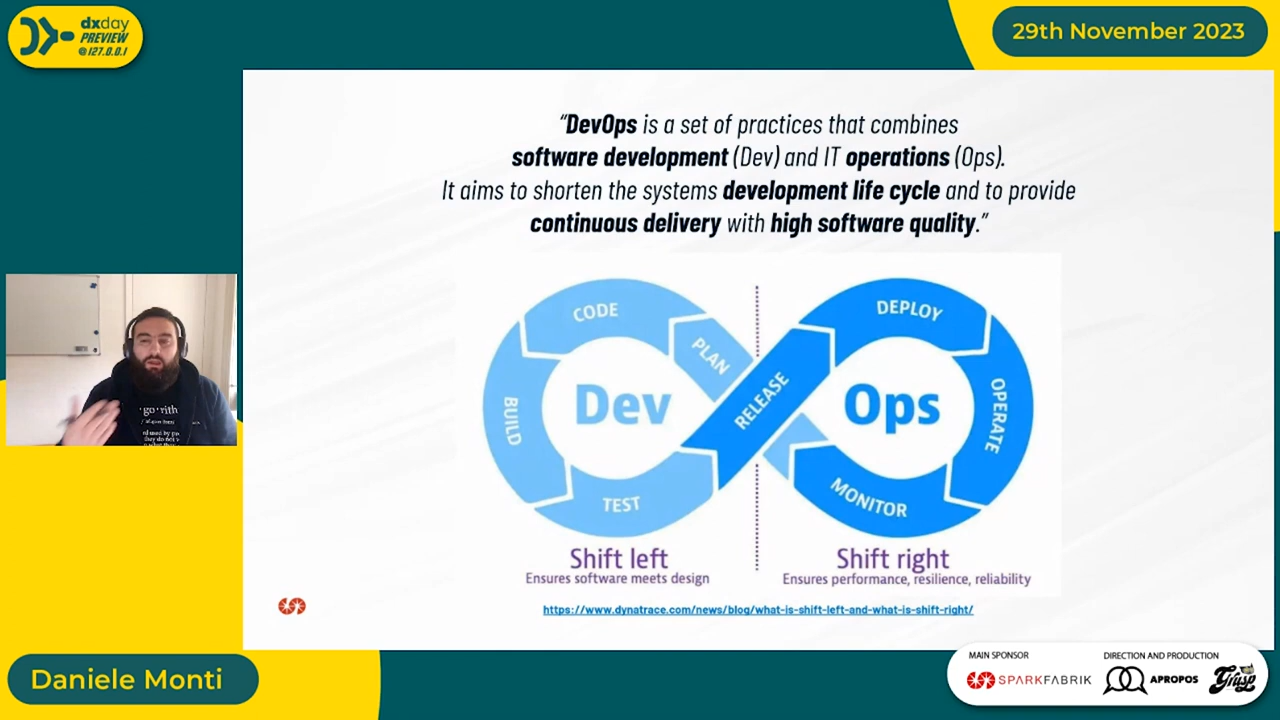 dxday
PREVIEW
@127.0.0.1
29th November 2023
“DevOps is a set of practices that combines
software development (Dev) and IT operations (Ops).
It aims to shorten the systems development life cycle and to provide
continuous delivery with high software quality.”
CODE
PLAN
BUILD
Dev
TEST
RELEASE
DEPLOY
Ops
OPERATE
MONITOR
Shift left
Ensures software meets design
Shift right
Ensures performance, resilience, reliability
https://www.dynatrace.com/news/blog/what-is-shift-left-and-what-is-shift-right/
Daniele Monti
MAIN SPONSOR
SPARKFABRIK
DIRECTION AND PRODUCTION
APROPOS
Grusp